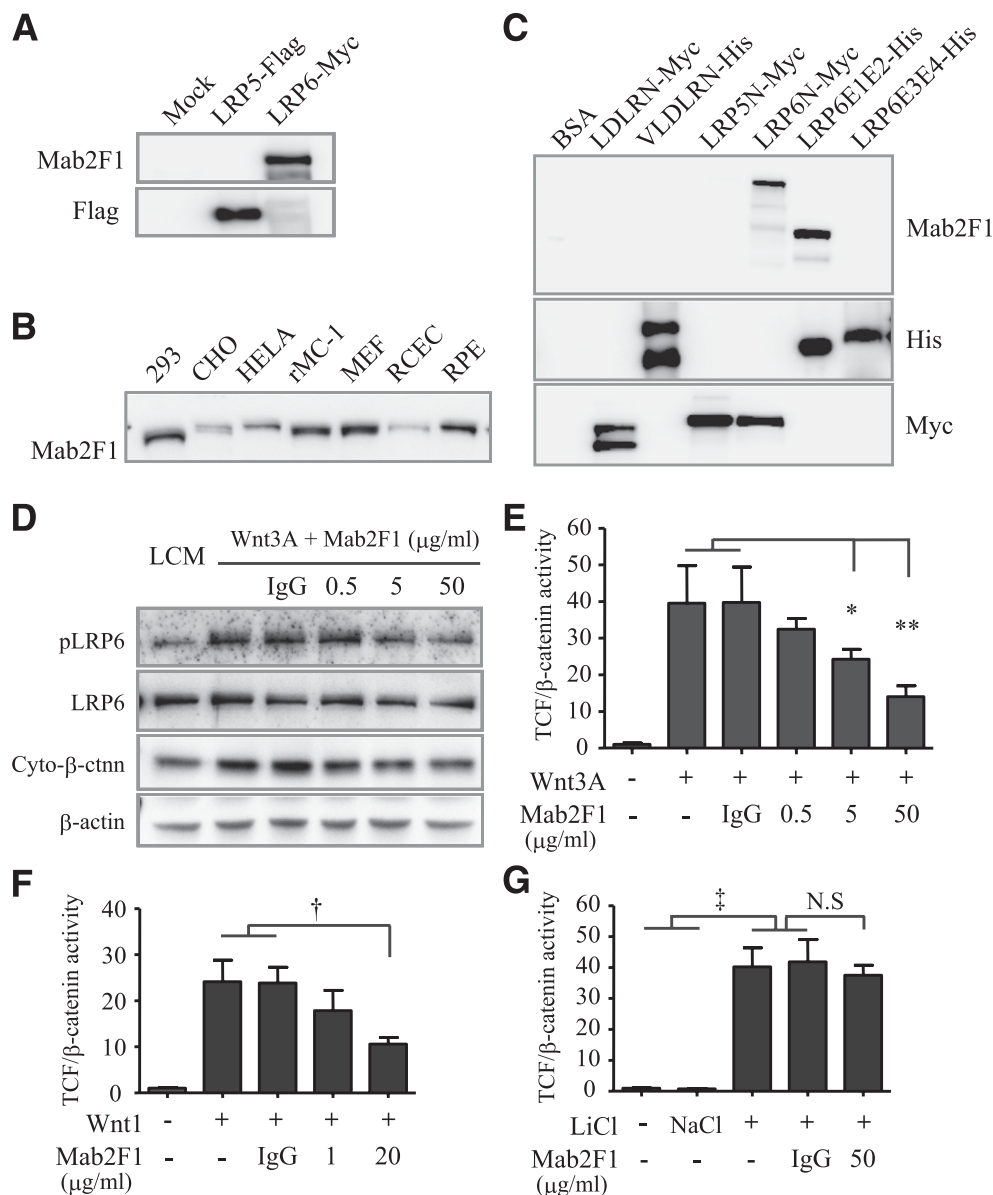 A
Mock
LRP5-Flag
LRP6-Myc
Mab2F1
Flag
B
293
CHO
HELA
rMC-1
MEF
RCEC
RPE
Mab2F1
C
BSA
LDLRN-Myc
VLDLRN-His
LRP5N-Myc
LRP6N-Myc
LRP6E1E2-His
LRP6E3E4-His
Mab2F1
His
Myc
D
LCM
Wnt3A + Mab2F1 (μg/ml)
IgG 0.5 5 50
pLRP6
LRP6
Cyto-β-ctnn
β-actin
E
TCF/β-catenin activity
60
50
40
30
20
10
0
* **
Wnt3A - + + + + +
Mab2F1 - - IgG 0.5 5 50
(μg/ml)
F
TCF/β-catenin activity
40
30
20
10
0
†
Wnt1 - + + + +
Mab2F1 - - IgG 1 20
(μg/ml)
G
TCF/β-catenin activity
60
50
40
30
20
10
0
‡ N.S
LiCl - NaCl + + +
Mab2F1 - - - IgG 50
(μg/ml)